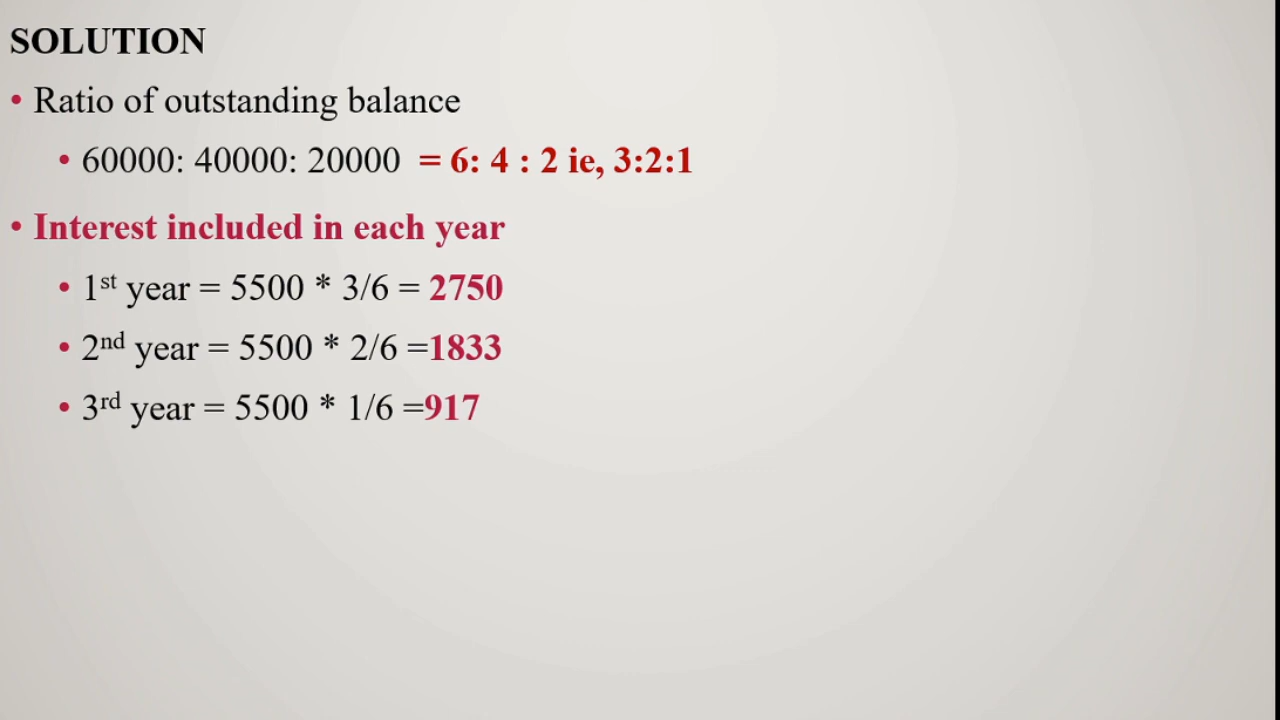 SOLUTION
• Ratio of outstanding balance
• 60000: 40000: 20000 = 6: 4 : 2 ie, 3:2:1
• Interest included in each year
• 1st year = 5500 * 3/6 = 2750
• 2nd year = 5500 * 2/6 =1833
• 3rd year = 5500 * 1/6 =917